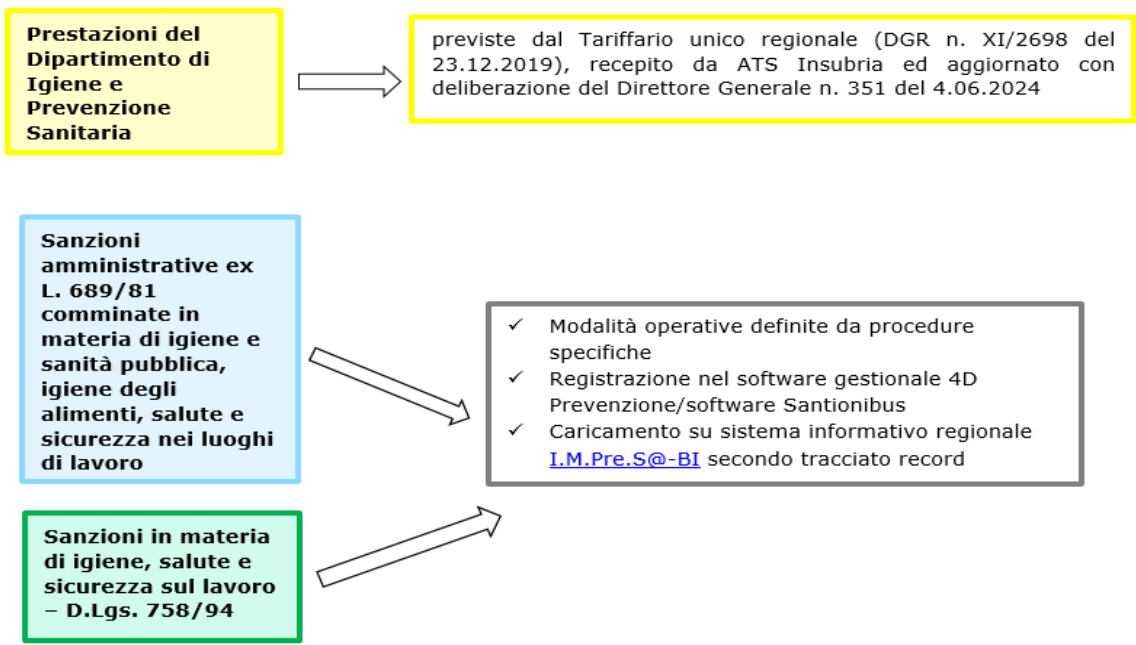 Prestazioni del
Dipartimento di
Igiene e
Prevenzione
Sanitaria
previste dal Tariffario unico regionale (DGR n. XI/2698 del
23.12.2019), recepito da ATS Insubria ed aggiornato con
deliberazione del Direttore Generale n. 351 del 4.06.2024
Sanzioni
amministrative ex
L. 689/81
comminate in
materia di igiene e
sanità pubblica,
igiene degli
alimenti, salute e
sicurezza nei luoghi
di lavoro
✓ Modalità operative definite da procedure
specifiche
✓ Registrazione nel software gestionale 4D
Prevenzione/software Santionibus
✓ Caricamento su sistema informativo regionale
I.M.Pre.S@-BI secondo tracciato record
Sanzioni in materia
di igiene, salute e
sicurezza sul lavoro
– D.Lgs. 758/94